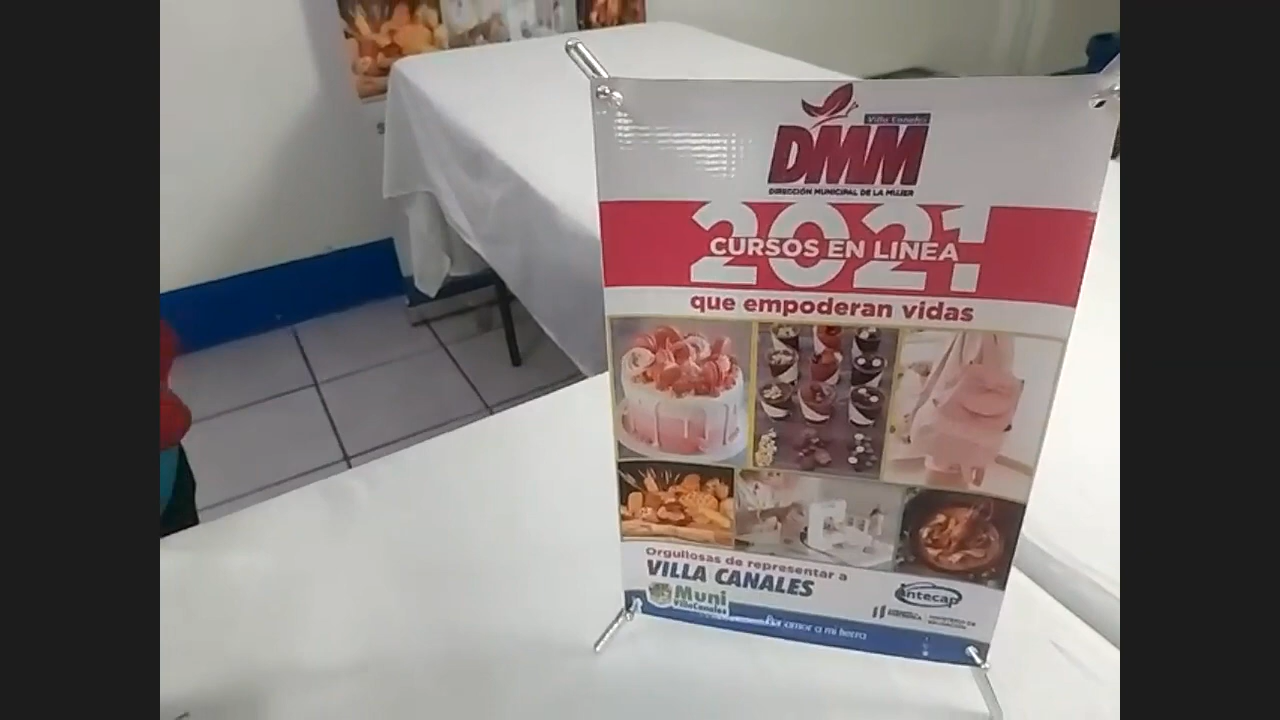 Villa Canales
DMM
DIRECCIÓN MUNICIPAL DE LA MUJER
2021
CURSOS EN LINEA
que empoderan vidas
Orgullosas de representar a
VILLA CANALES
Muni
VillaCanales
intecap
Por amor a mi tierra